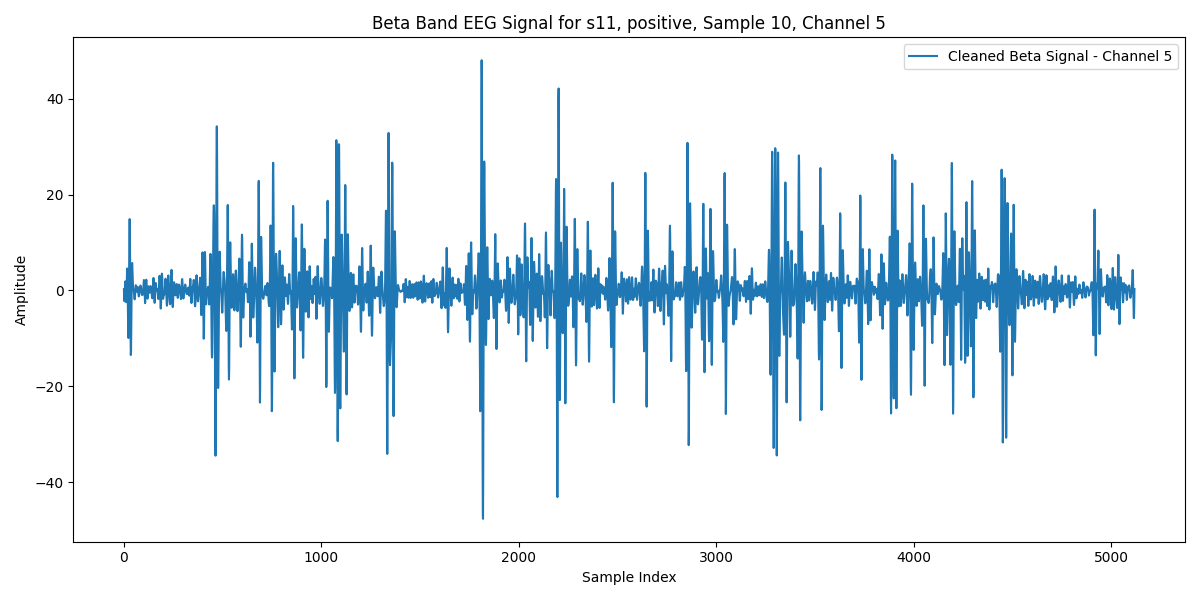 Beta Band EEG Signal for s11, positive, Sample 10, Channel 5
Cleaned Beta Signal - Channel 5
Amplitude
40
20
0
−20
−40
0 1000 2000 3000 4000 5000
Sample Index